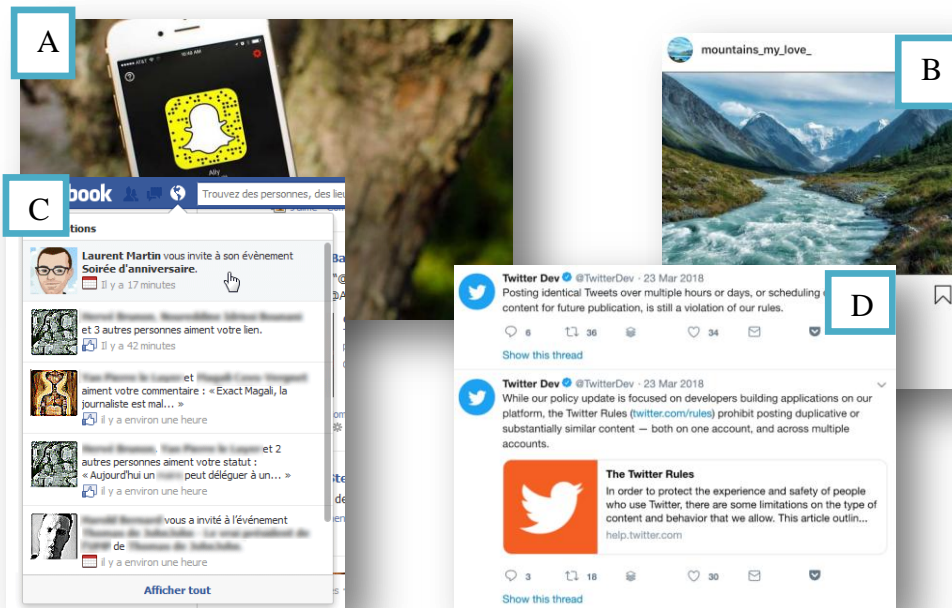 A
AT&T
10:48 AM
B
mountains_my_love_
C
book
Trouvez des personnes, des lieu
tions
Laurent Martin vous invite à son évènement
Soirée d'anniversaire.
Il y a 17 minutes
et 3 autres personnes aiment votre lien.
Il y a 42 minutes
et
aiment votre commentaire : « Exact Magali, la
journaliste est mal... »
il y a environ une heure
et 2
autres personnes aiment votre statut :
« Aujourd'hui un peut déléguer à un... »
il y a environ une heure
vous a invité à l'événement
de
il y a environ une heure
Afficher tout
D
Twitter Dev @TwitterDev · 23 Mar 2018
Posting identical Tweets over multiple hours or days, or scheduling
content for future publication, is still a violation of our rules.
6 36 34
Show this thread
Twitter Dev @TwitterDev · 23 Mar 2018
While our policy update is focused on developers building applications on our
platform, the Twitter Rules (twitter.com/rules) prohibit posting duplicative or
substantially similar content — both on one account, and across multiple
accounts.
The Twitter Rules
In order to protect the experience and safety of people
who use Twitter, there are some limitations on the type of
content and behavior that we allow. This article outlin...
help.twitter.com
3 18 30
Show this thread